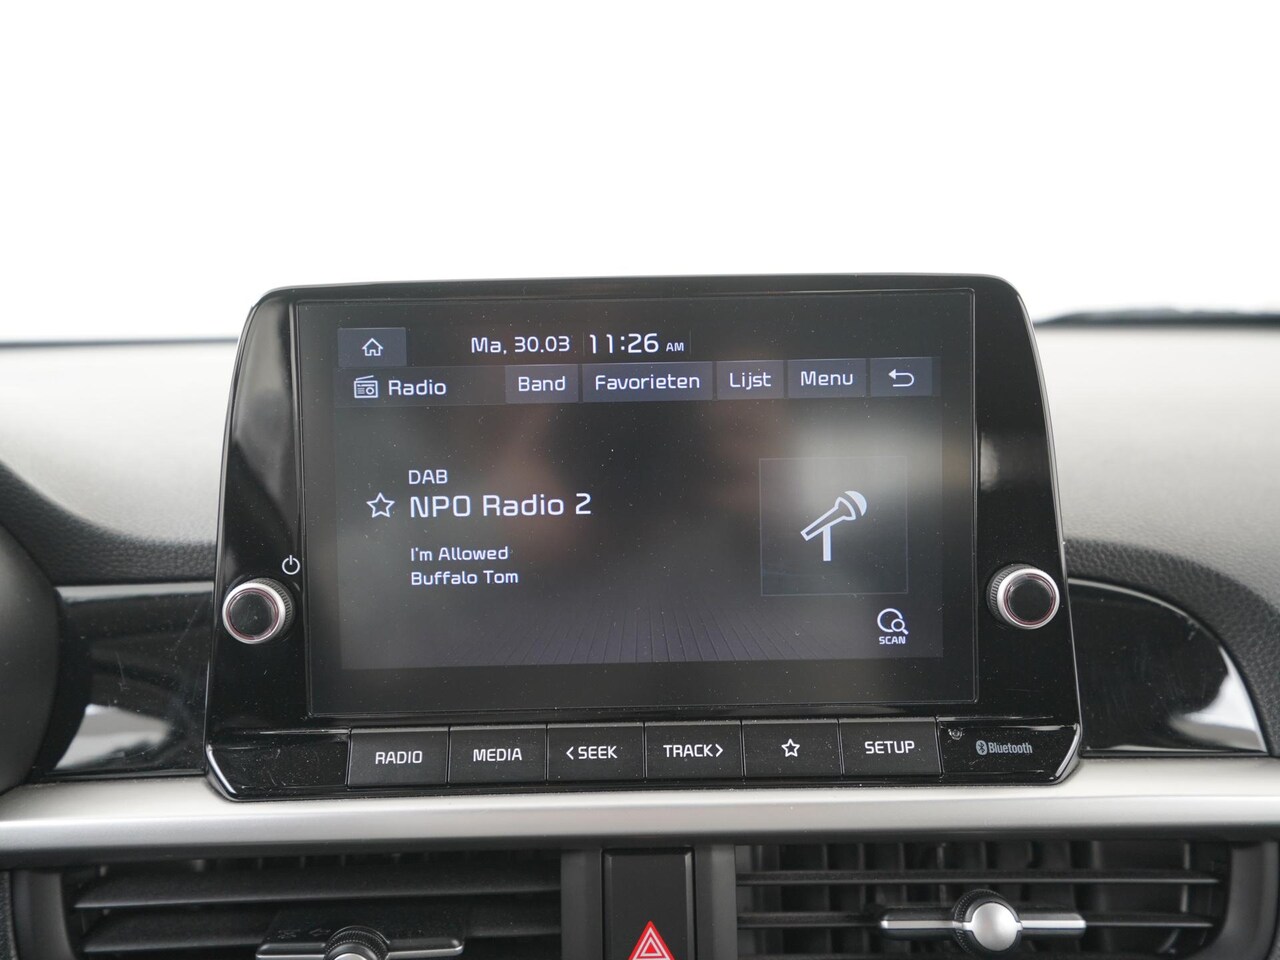 Ma, 30.03 11:26 AM
Radio Band Favorieten Lijst Menu
DAB
NPO Radio 2
I'm Allowed
Buffalo Tom
SCAN
RADIO MEDIA <SEEK TRACK> SETUP Bluetooth